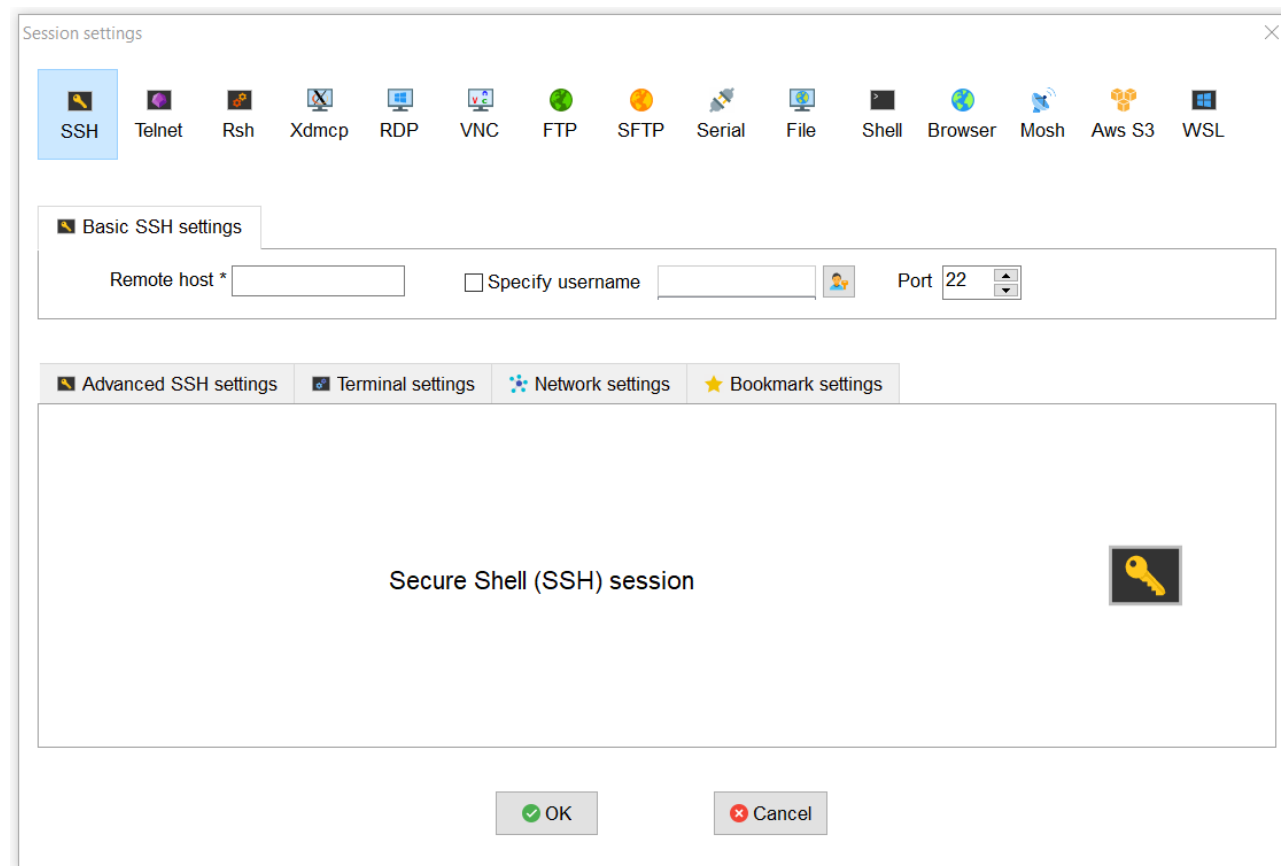 Session settings
SSH Telnet Rsh Xdmcp RDP VNC FTP SFTP Serial File Shell Browser Mosh Aws S3 WSL
Basic SSH settings
Remote host * Specify username Port 22
Advanced SSH settings Terminal settings Network settings Bookmark settings
Secure Shell (SSH) session
OK Cancel